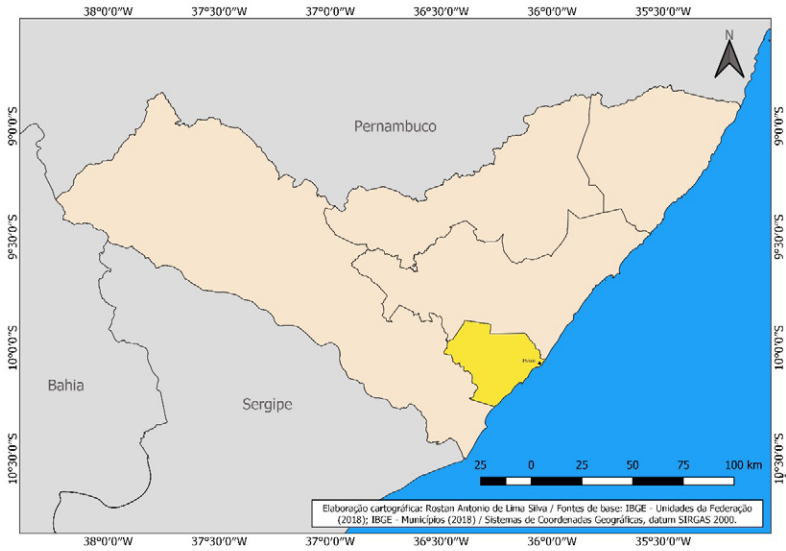 38°0'0"W 37°30'0"W 37°0'0"W 36°30'0"W 36°0'0"W 35°30'0"W
N
9°0'0"S 9°0'0"S
Pernambuco
9°30'0"S 9°30'0"S
10°0'0"S 10°0'0"S
Bahia
Sergipe
10°30'0"S 10°30'0"S
25 0 25 50 75 100 km
Elaboração cartográfica: Rostan Antonio de Lima Silva / Fontes de base: IBGE - Unidades da Federação
(2018); IBGE - Municípios (2018) / Sistemas de Coordenadas Geográficas, datum SIRGAS 2000.
38°0'0"W 37°30'0"W 37°0'0"W 36°30'0"W 36°0'0"W 35°30'0"W